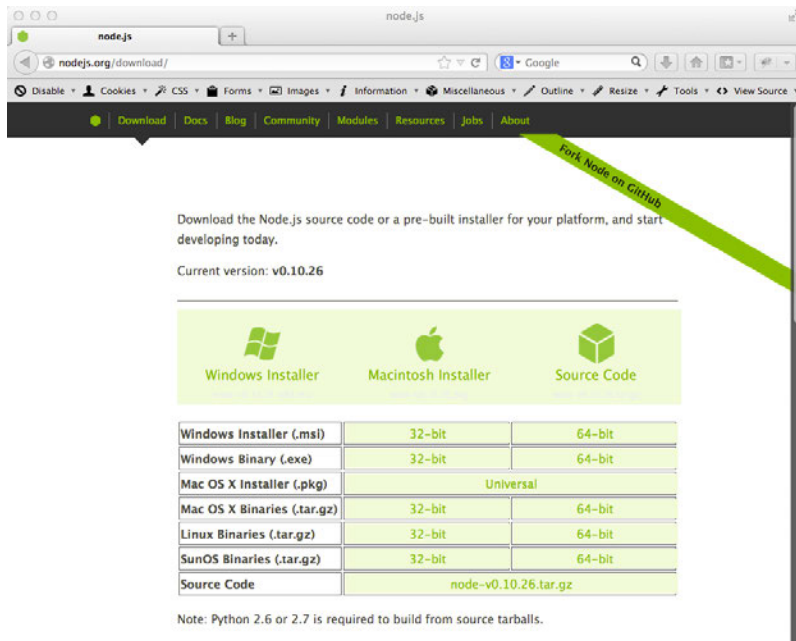 node.js
node.js
nodejs.org/download/
Google
Disable Cookies CSS Forms Images Information Miscellaneous Outline Resize Tools View Source
Download Docs Blog Community Modules Resources Jobs About
Fork Node on GitHub
Download the Node.js source code or a pre-built installer for your platform, and start
developing today.
Current version: v0.10.26
Windows Installer Macintosh Installer Source Code
Windows Installer (.msi) 32-bit 64-bit
Windows Binary (.exe) 32-bit 64-bit
Mac OS X Installer (.pkg) Universal
Mac OS X Binaries (.tar.gz) 32-bit 64-bit
Linux Binaries (.tar.gz) 32-bit 64-bit
SunOS Binaries (.tar.gz) 32-bit 64-bit
Source Code node-v0.10.26.tar.gz
Note: Python 2.6 or 2.7 is required to build from source tarballs.